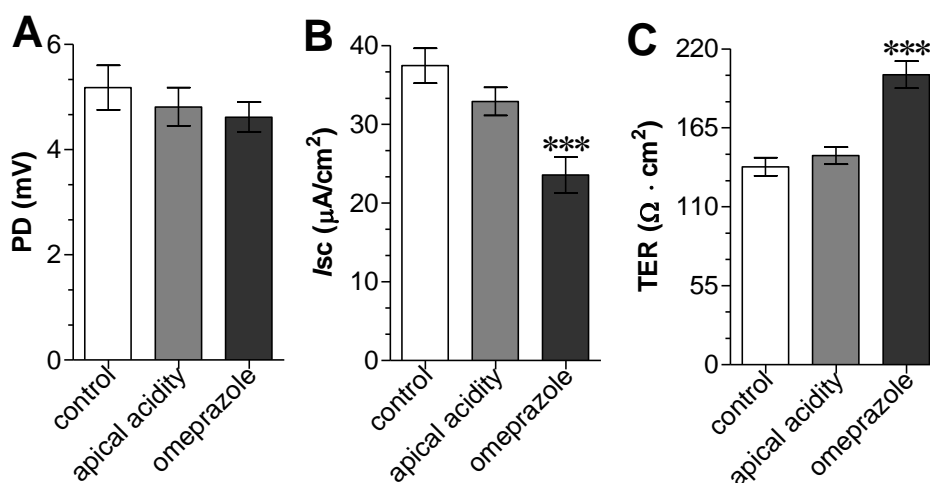 A
PD (mV)
6
4
2
0
control
apical acidity
omeprazole
B
Isc (μA/cm²)
40
30
20
10
0
***
control
apical acidity
omeprazole
C
TER (Ω · cm²)
220
165
110
55
0
***
control
apical acidity
omeprazole